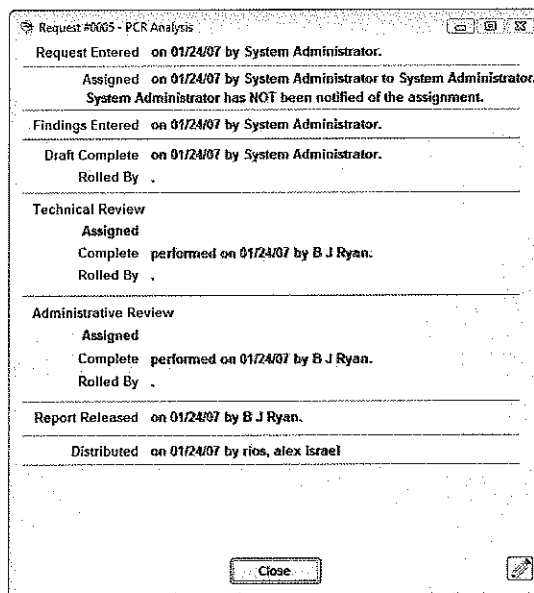 Request #0005 - PCR Analysis
Request Entered on 01/24/07 by System Administrator.
Assigned on 01/24/07 by System Administrator to System Administrator.
System Administrator has NOT been notified of the assignment.
Findings Entered on 01/24/07 by System Administrator.
Draft Complete on 01/24/07 by System Administrator.
Rolled By .
Technical Review
Assigned
Complete performed on 01/24/07 by B J Ryan.
Rolled By .
Administrative Review
Assigned
Complete performed on 01/24/07 by B J Ryan.
Rolled By .
Report Released on 01/24/07 by B J Ryan.
Distributed on 01/24/07 by rios, alex israel
Close